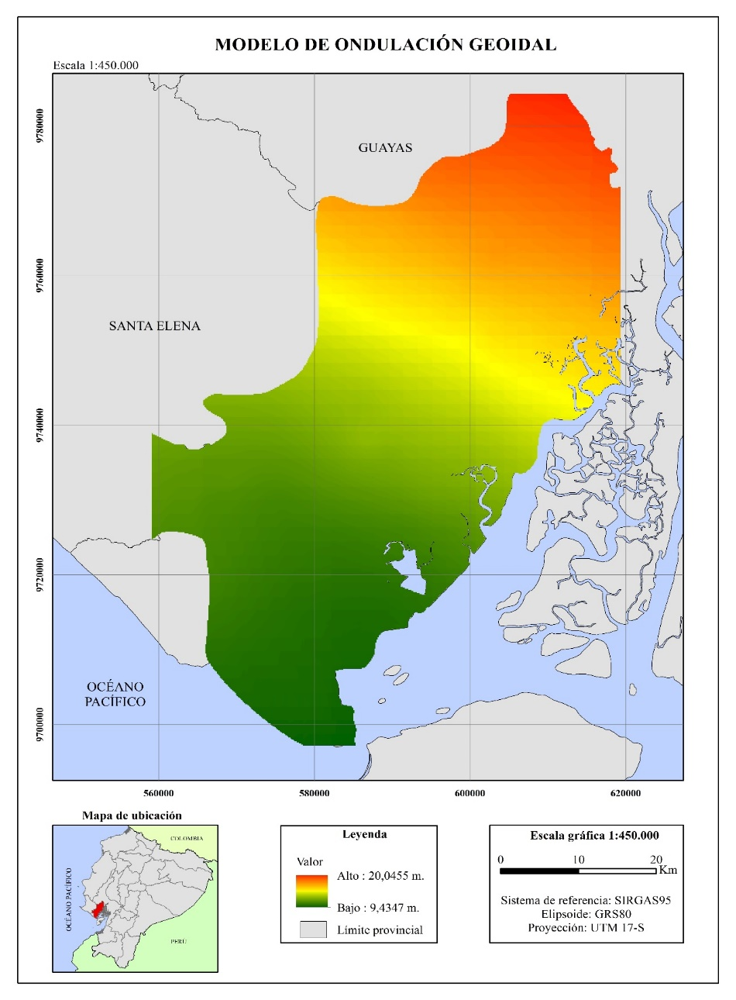 MODELO DE ONDULACIÓN GEOIDAL
Escala 1:450.000
9780000
9760000
9740000
9720000
9700000
GUAYAS
SANTA ELENA
OCÉANO
PACÍFICO
560000
580000
600000
620000
Mapa de ubicación
COLOMBIA
OCÉANO PACÍFICO
PERÚ
Leyenda
Valor
Alto : 20,0455 m.
Bajo : 9,4347 m.
Límite provincial
Escala gráfica 1:450.000
0 10 20
Km
Sistema de referencia: SIRGAS95
Elipsoide: GRS80
Proyección: UTM 17-S